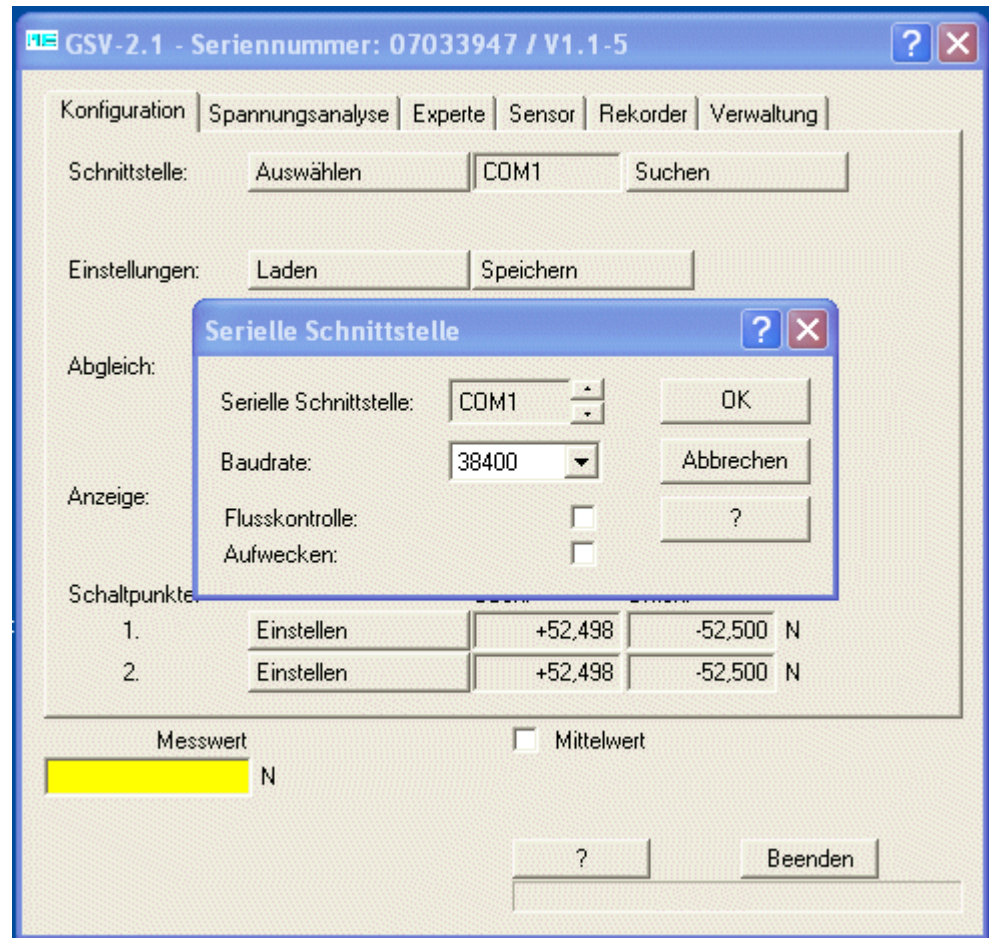 ME GSV-2.1 - Seriennummer: 07033947 / V1.1-5 ?
Konfiguration Spannungsanalyse Experte Sensor Rekorder Verwaltung
Schnittstelle: Auswählen COM1 Suchen
Einstellungen: Laden Speichern
Serielle Schnittstelle ?
Abgleich:
Serielle Schnittstelle: COM1 OK
Baudrate: 38400 Abbrechen
Anzeige:
Flusskontrolle: ?
Aufwecken:
Schaltpunkte:
1. Einstellen +52,498 -52,500 N
2. Einstellen +52,498 -52,500 N
Messwert Mittelwert
N
? Beenden